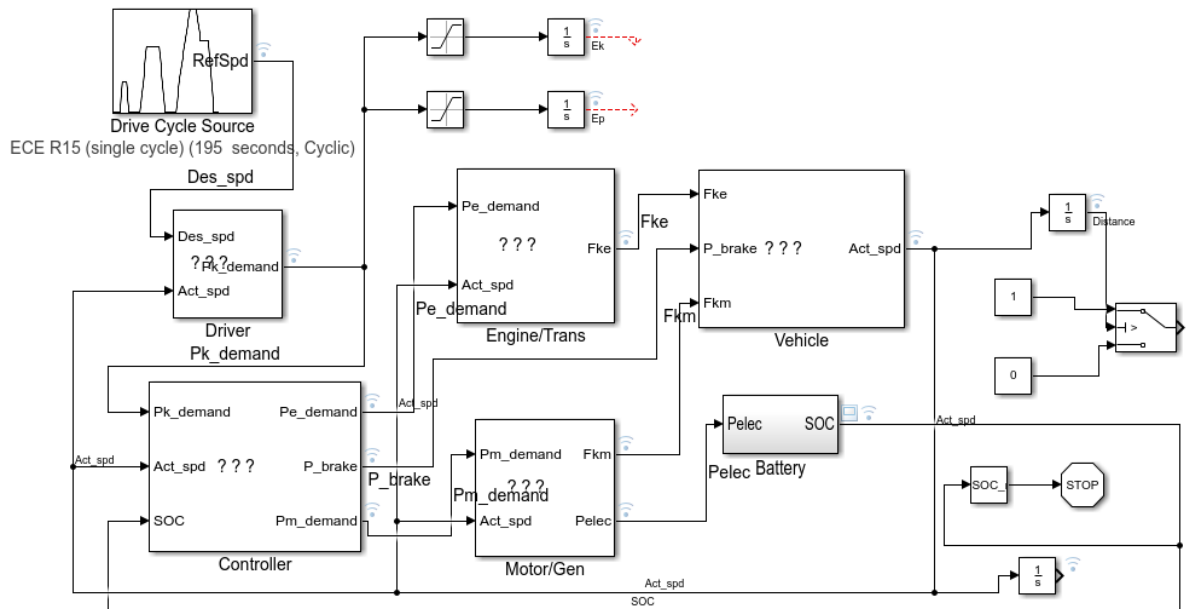 RefSpd
Drive Cycle Source
ECE R15 (single cycle) (195 seconds, Cyclic)
Des_spd
1
s
Ek
1
s
Ep
Des_spd
? ? ?
Pk_demand
Act_spd
Driver
Pk_demand
Pe_demand
? ? ?
Fke
Act_spd
Engine/Trans
Fke
Pe_demand
Fke
P_brake ? ? ?
Act_spd
Fkm
Vehicle
Fkm
1
s
Distance
1
>
0
Pk_demand
Pe_demand
Act_spd
? ? ?
P_brake
SOC
Pm_demand
Controller
Act_spd
Act_spd
P_brake
Pm_demand
Pm_demand
Fkm
? ? ?
Act_spd
Pelec
Motor/Gen
Pelec
SOC
Battery
Pelec
Act_spd
STOP
1
s
Act_spd
SOC